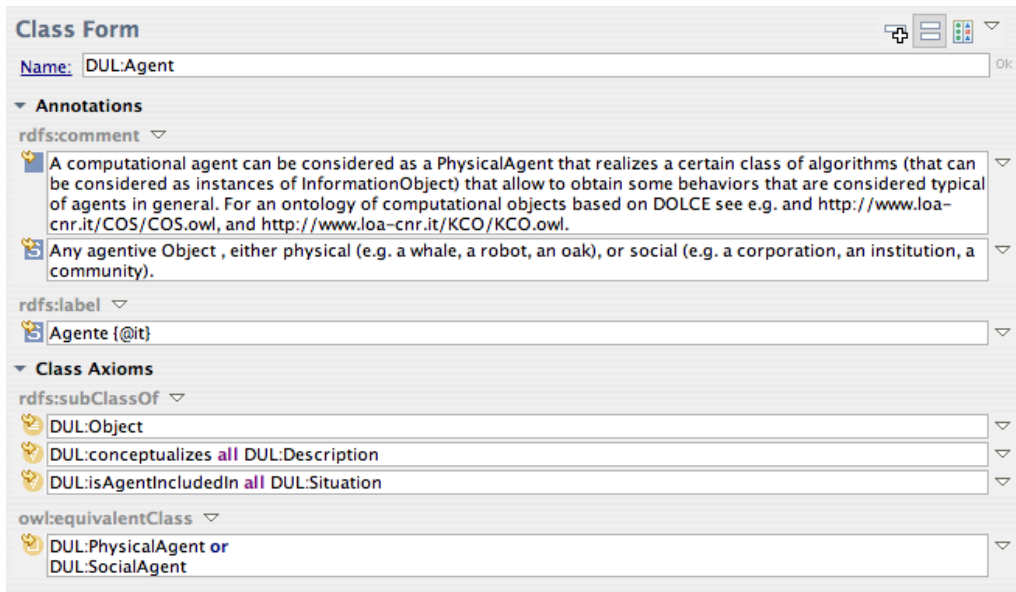 Class Form
Name: DUL:Agent Ok
Annotations
rdfs:comment
A computational agent can be considered as a PhysicalAgent that realizes a certain class of algorithms (that can
be considered as instances of InformationObject) that allow to obtain some behaviors that are considered typical
of agents in general. For an ontology of computational objects based on DOLCE see e.g. and http://www.loa-
cnr.it/COS/COS.owl, and http://www.loa-cnr.it/KCO/KCO.owl.
Any agentive Object , either physical (e.g. a whale, a robot, an oak), or social (e.g. a corporation, an institution, a
community).
rdfs:label
Agente {@it}
Class Axioms
rdfs:subClassOf
DUL:Object
DUL:conceptualizes all DUL:Description
DUL:isAgentIncludedIn all DUL:Situation
owl:equivalentClass
DUL:PhysicalAgent or
DUL:SocialAgent